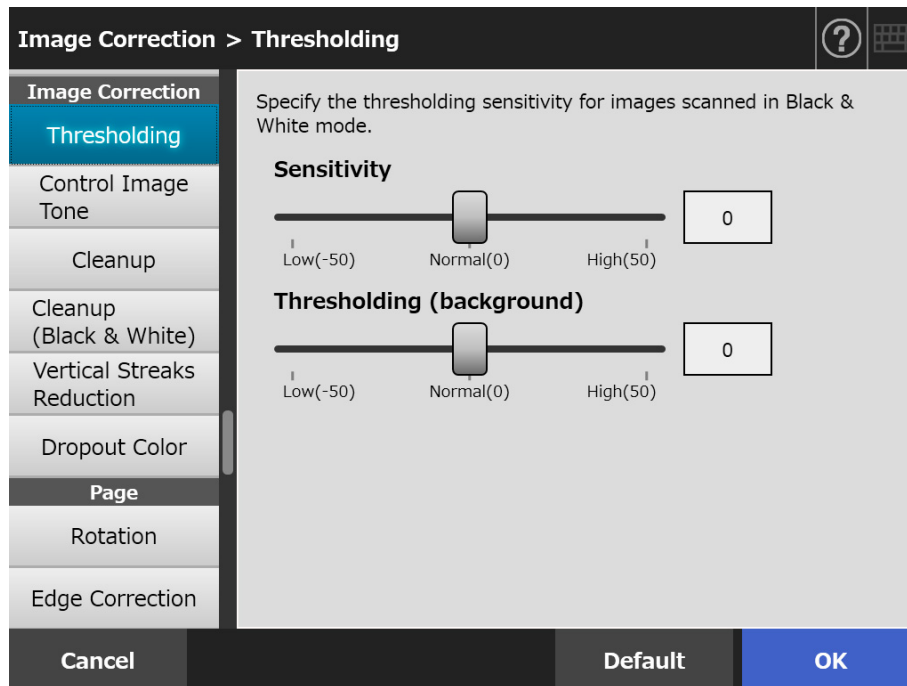 Image Correction > Thresholding
?
Image Correction
Thresholding
Control Image
Tone
Cleanup
Cleanup
(Black & White)
Vertical Streaks
Reduction
Dropout Color
Page
Rotation
Edge Correction
Specify the thresholding sensitivity for images scanned in Black &
White mode.
Sensitivity
0
Low(-50) Normal(0) High(50)
Thresholding (background)
0
Low(-50) Normal(0) High(50)
Cancel Default OK